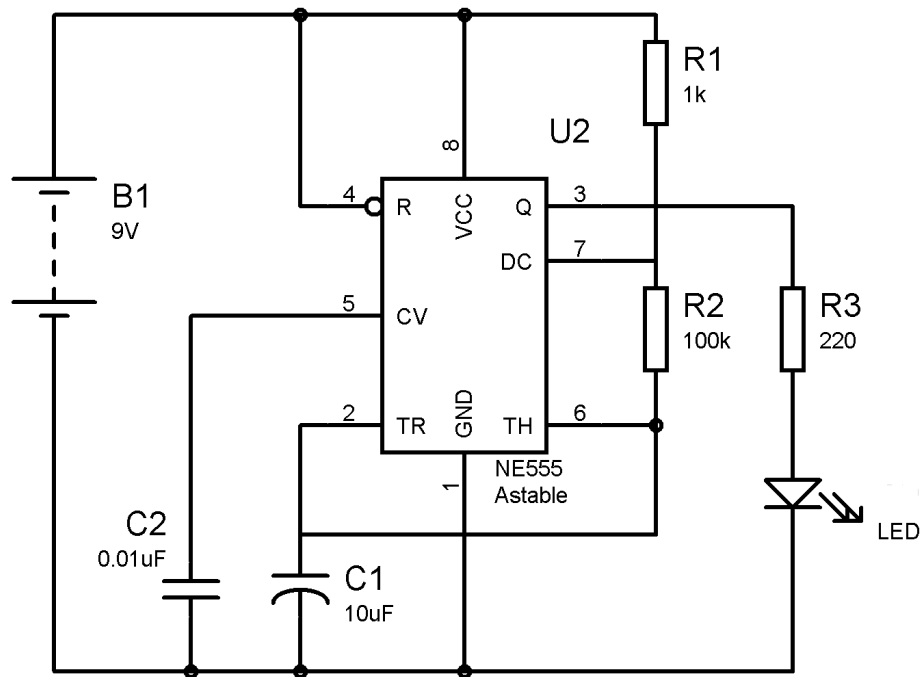 R1
1k
U2
8
B1
9V
4
R
VCC
Q
3
DC
7
5
CV
R2
100k
R3
220
2
TR
GND
TH
6
1
NE555
Astable
C2
0.01uF
C1
10uF
LED